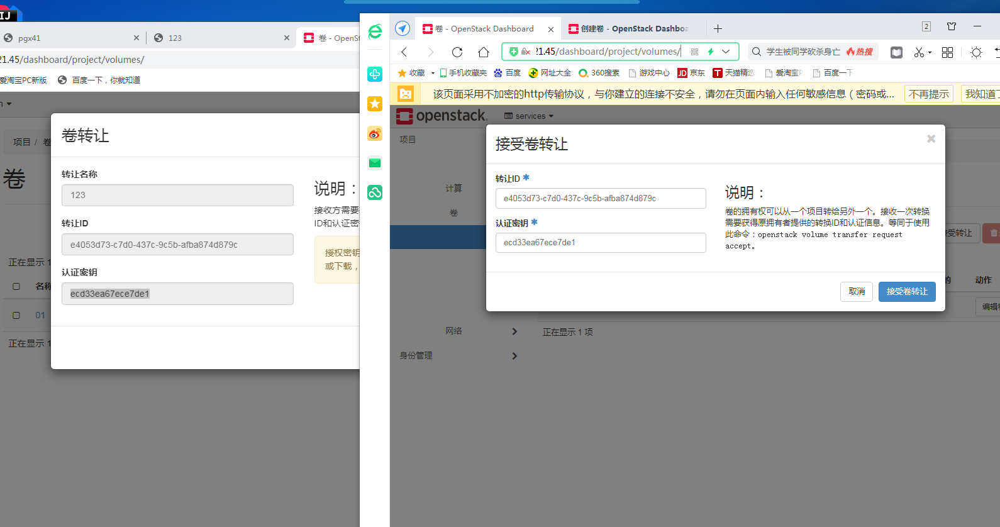 IJ
pgx41
123
卷 - OpenSt
21.45/dashboard/project/volumes/
爱淘宝PC新版
百度一下，你就知道
项目 / 卷
卷
正在显示 1
名称
01
正在显示 1
卷转让
转让名称
123
转让ID
e4053d73-c7d0-437c-9c5b-afba874d879c
认证密钥
ecd33ea67ece7de1
说明：
接收方需要
ID和认证密
授权密钥
或下载，
卷 - OpenStack Dashboard
创建卷 - OpenStack Dashboa
2
21.45/dashboard/project/volumes/
学生被同学砍杀身亡
热搜
收藏
手机收藏夹
百度
网址大全
360搜索
游戏中心
JD 京东
T 天猫精选
爱淘宝P
百度一下
该页面采用不加密的http传输协议，与你建立的连接不安全，请勿在页面内输入任何敏感信息（密码或...
不再提示
我知道了
openstack.
services
项目
计算
卷
网络
身份管理
接受卷转让
转让ID
e4053d73-c7d0-437c-9c5b-afba874d879c
认证密钥
ecd33ea67ece7de1
说明：
卷的拥有权可以从一个项目转给另外一个。接收一次转换
需要获得原拥有者提供的转换ID和认证信息。等同于使用
此命令：openstack volume transfer request
accept。
取消
接受卷转让
受转让
的
动作
编辑卷
正在显示 1 项